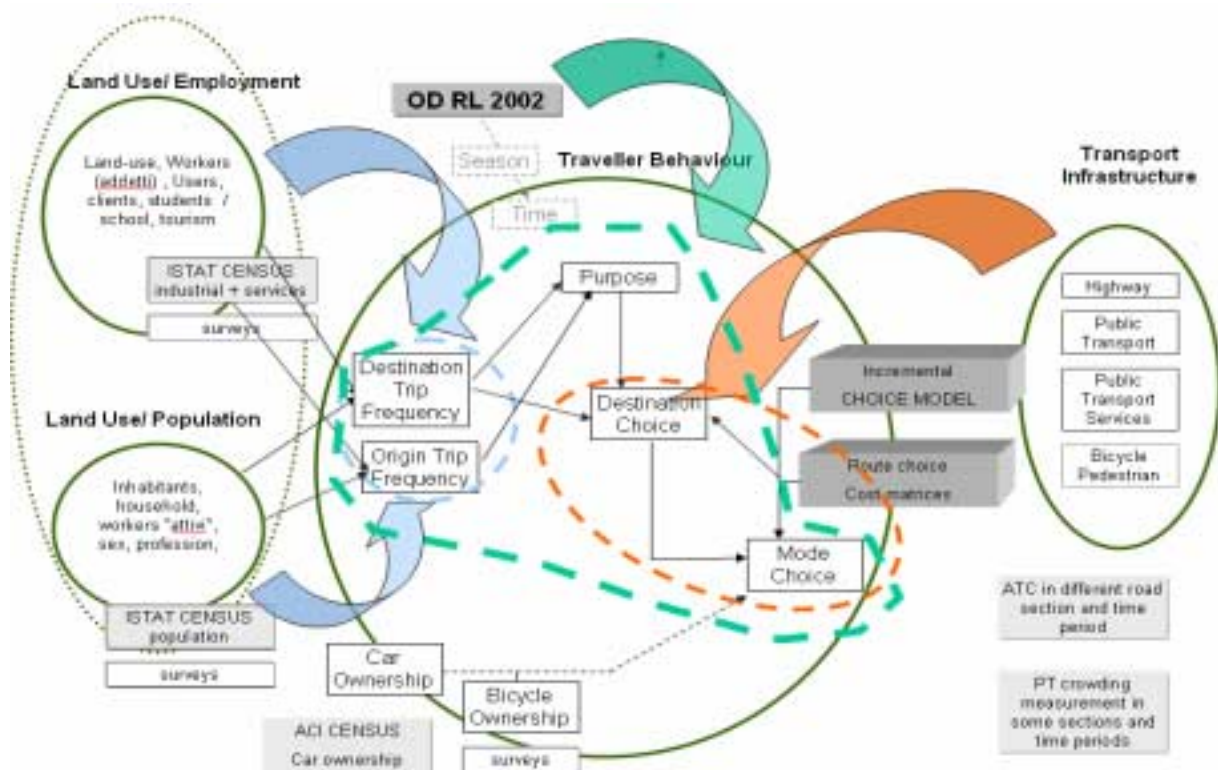 Land Use/ Employment
Land-use, Workers
(addetti) , Users,
clients, students /
school, tourism
ISTAT CENSUS
industrial + services
surveys
Land Use/ Population
Inhabitants,
household,
workers "attivi",
sex, profession,
ISTAT CENSUS
population
surveys
OD RL 2002
Season
Time
Traveller Behaviour
Purpose
Destination
Trip
Frequency
Origin Trip
Frequency
Destination
Choice
Mode
Choice
Car
Ownership
Bicycle
Ownership
surveys
ACI CENSUS
Car ownership
Incremental
CHOICE MODEL
Route choice
Cost matrices
Transport
Infrastructure
Highway
Public
Transport
Public
Transport
Services
Bicycle
Pedestrian
ATC in different road
section and time
period
PT crowding
measurement in
some sections and
time periods